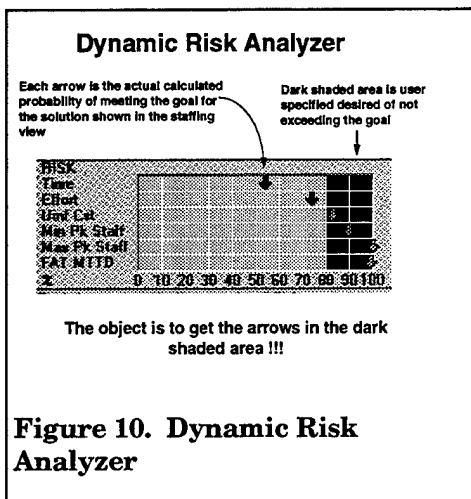 Dynamic Risk Analyzer
Each arrow is the actual calculated
probability of meeting the goal for
the solution shown in the staffing
view
Dark shaded area is user
specified desired of not
exceeding the goal
RISK
Time
Effort
Unif Cst
Min Pk Staff
Max Pk Staff
FAT MTTD
%
0 10 20 30 40 50 60 70 80 90 100
The object is to get the arrows in the dark
shaded area !!!
Figure 10. Dynamic Risk
Analyzer